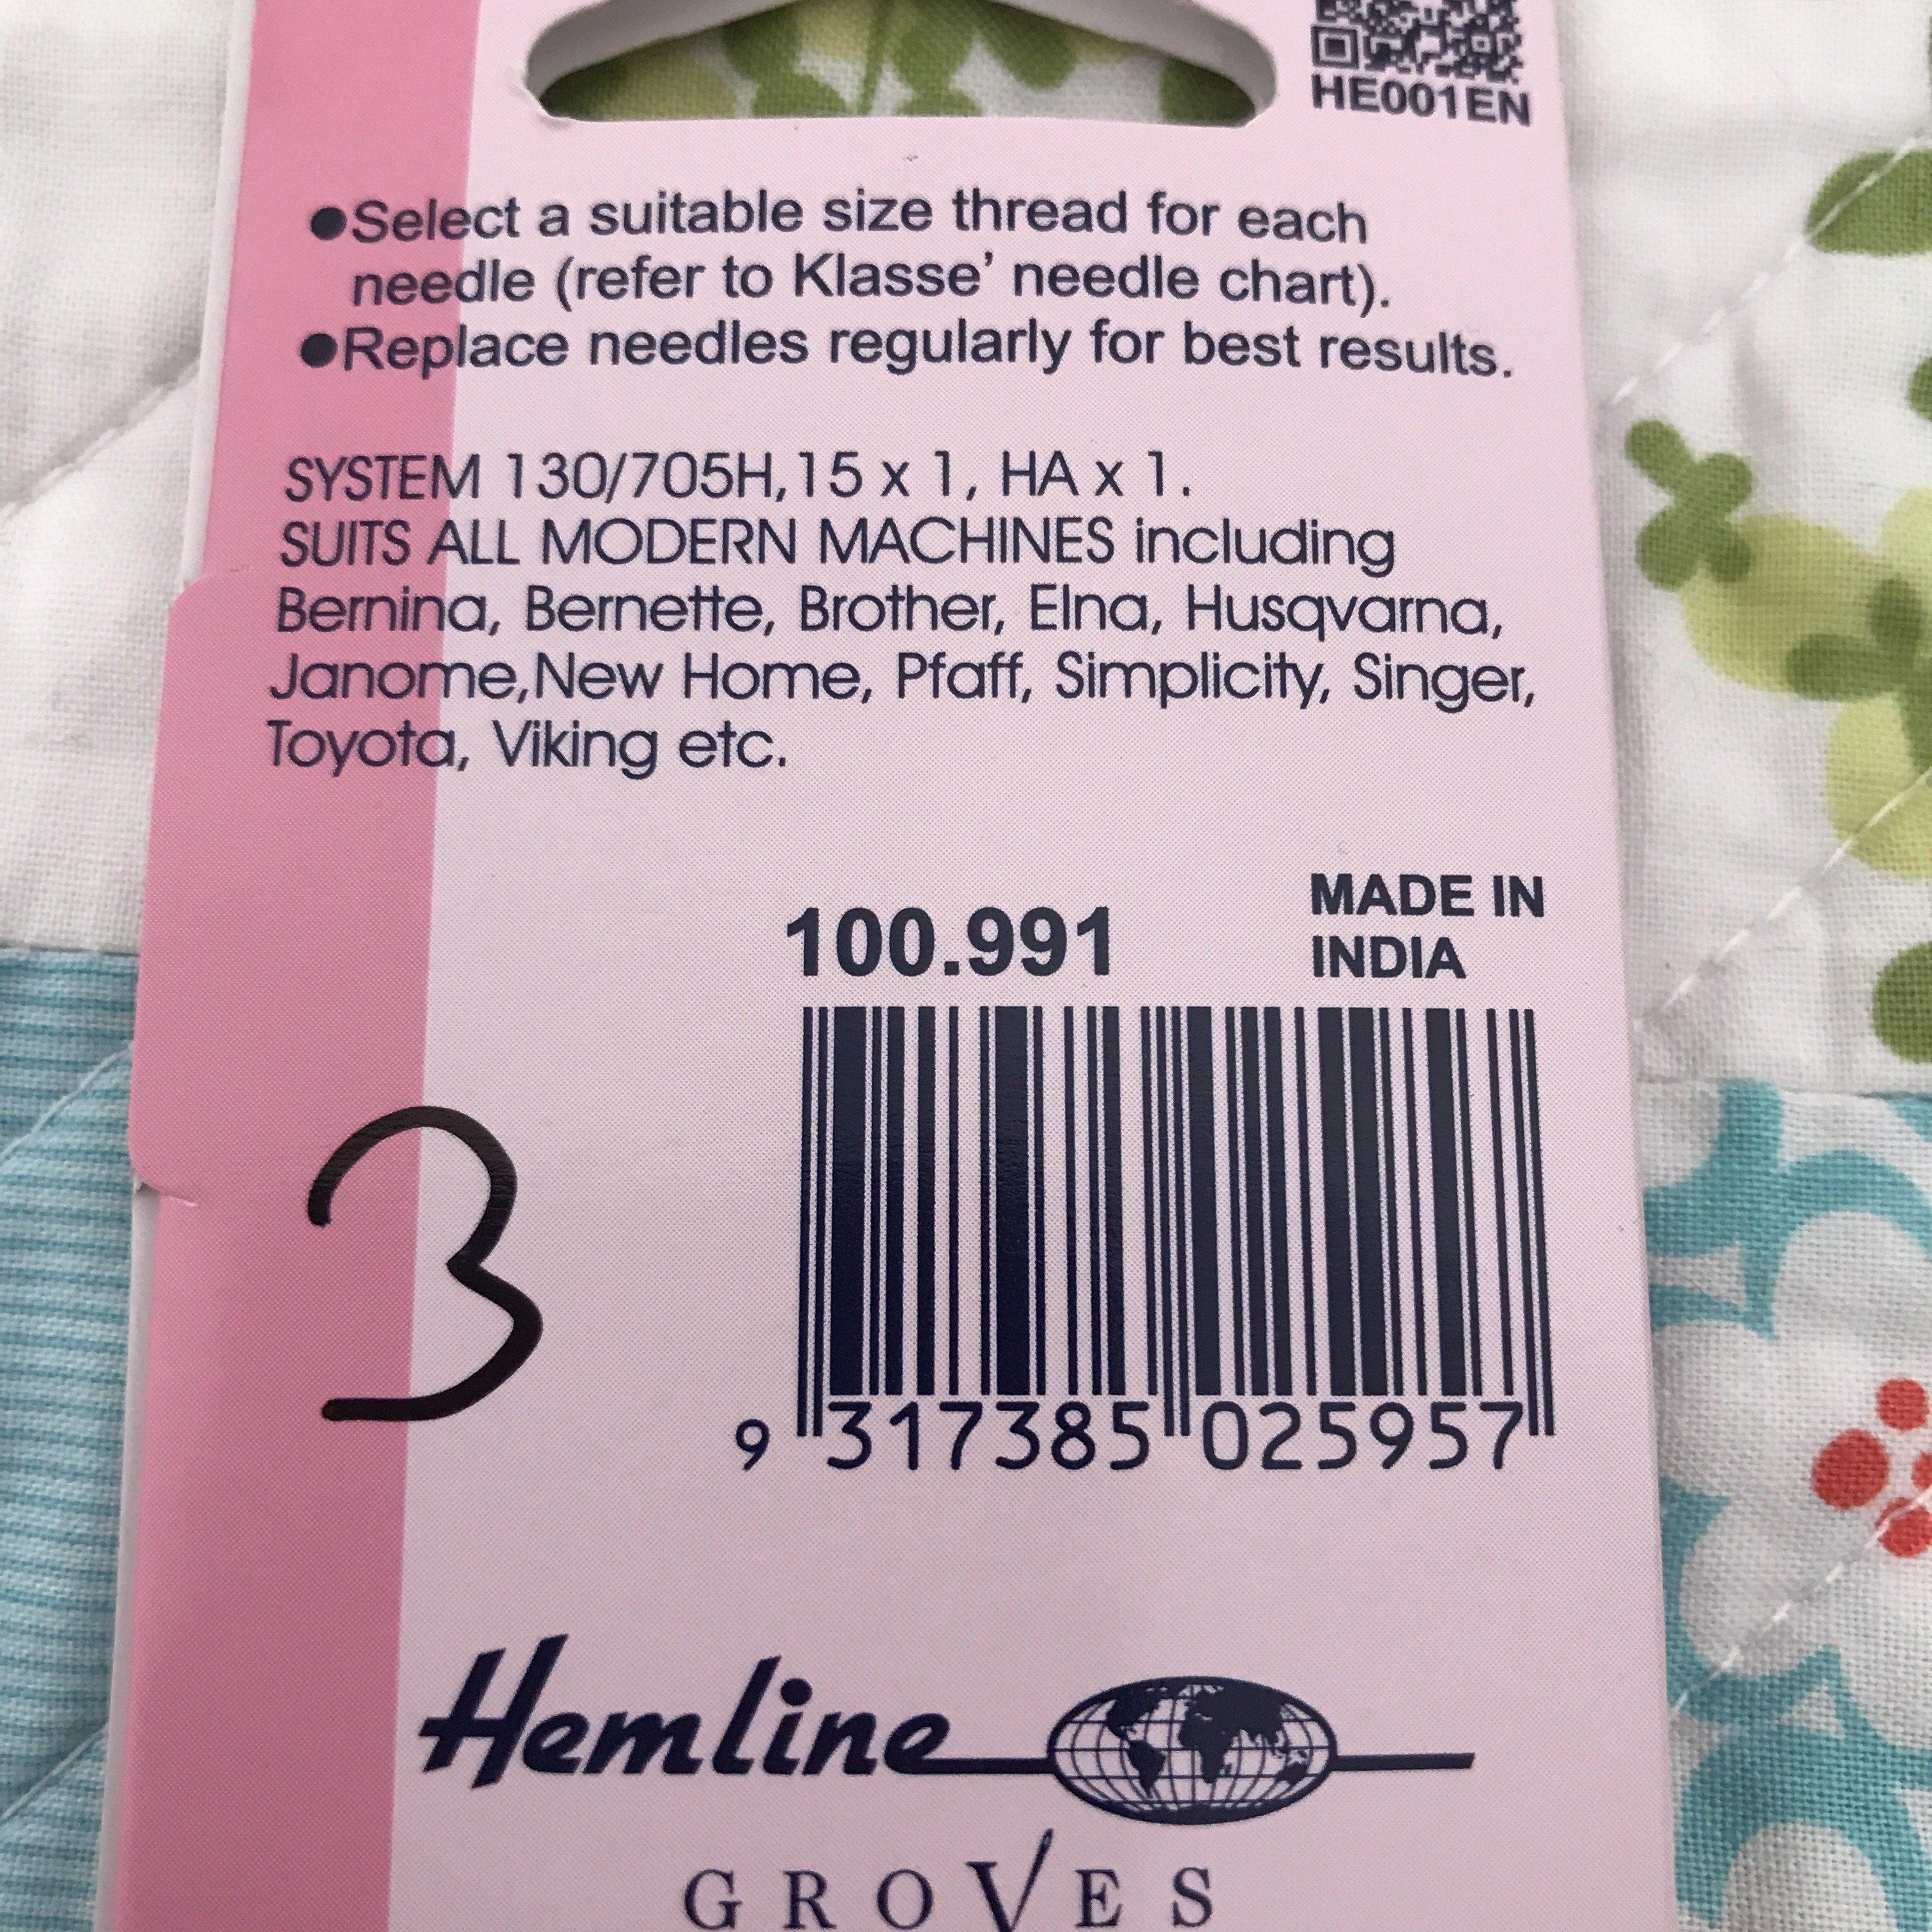 HE001EN
●Select a suitable size thread for each
needle (refer to Klasse’ needle chart).
●Replace needles regularly for best results.
SYSTEM 130/705H,15 x 1, HA x 1.
SUITS ALL MODERN MACHINES including
Bernina, Bernette, Brother, Elna, Husqvarna,
Janome,New Home, Pfaff, Simplicity, Singer,
Toyota, Viking etc.
100.991
MADE IN
INDIA
3
9 317385 025957
Hemline
GROVES